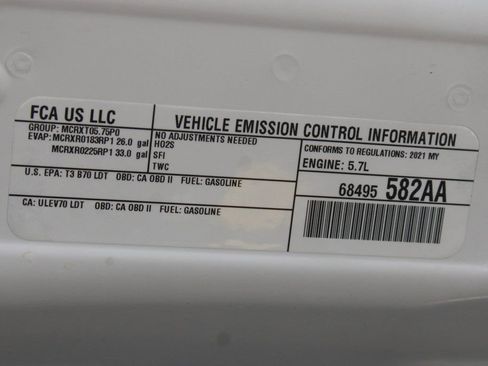 FCA US LLC
GROUP: MCRXT05.75P0
EVAP: MCRXR0183RP1 26.0 gal
MCRXR0225RP1 33.0 gal
VEHICLE EMISSION CONTROL INFORMATION
NO ADJUSTMENTS NEEDED
HO2S
SFI
TWC
CONFORMS TO REGULATIONS: 2021 MY
ENGINE: 5.7L
U.S. EPA: T3 B70 LDT OBD: CA OBD II FUEL: GASOLINE
CA: ULEV70 LDT OBD: CA OBD II FUEL: GASOLINE
68495 582AA